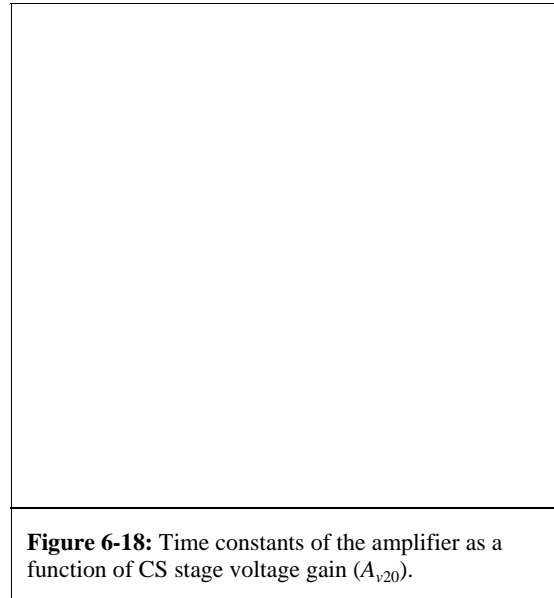 Figure 6-18: Time constants of the amplifier as a
function of CS stage voltage gain (Av20).